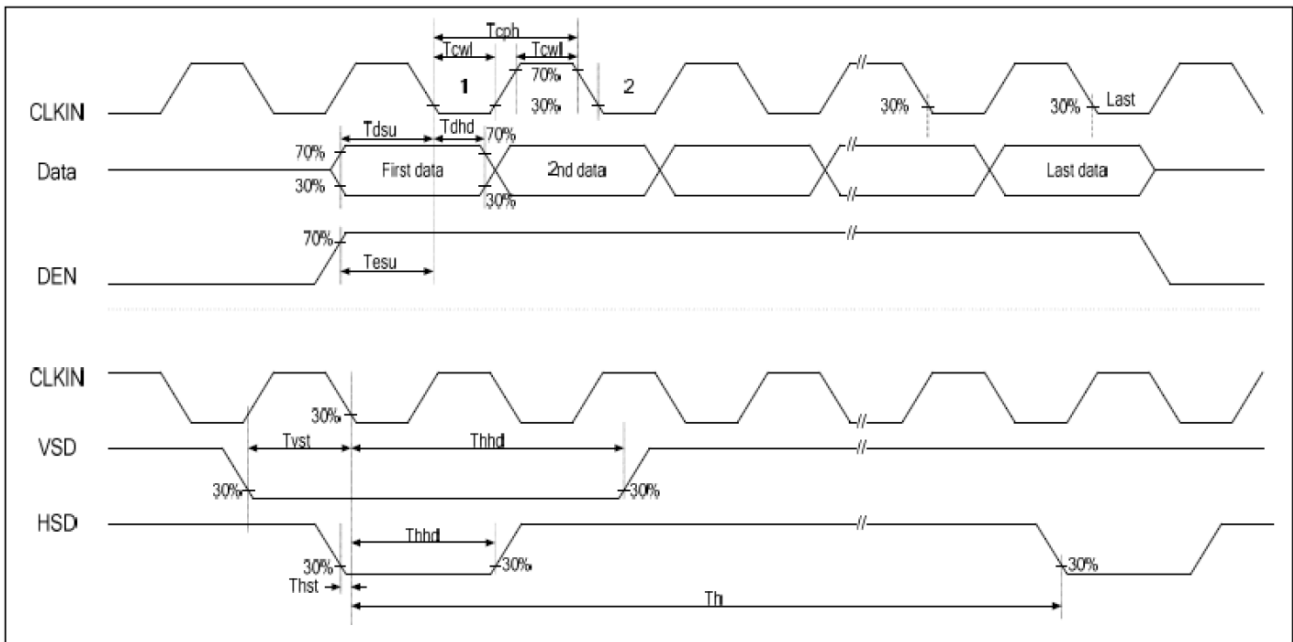 Tcph
Tcwl Tcwl
1 70% 2
CLKIN 30% 30% 30% Last
Tdsu Tdhd
70% 70%
Data First data 2nd data Last data
30% 30%
70%
DEN Tesu
CLKIN
30%
VSD Tvst Thhd
30% 30%
HSD Thhd
30% 30% 30%
Thst
Th